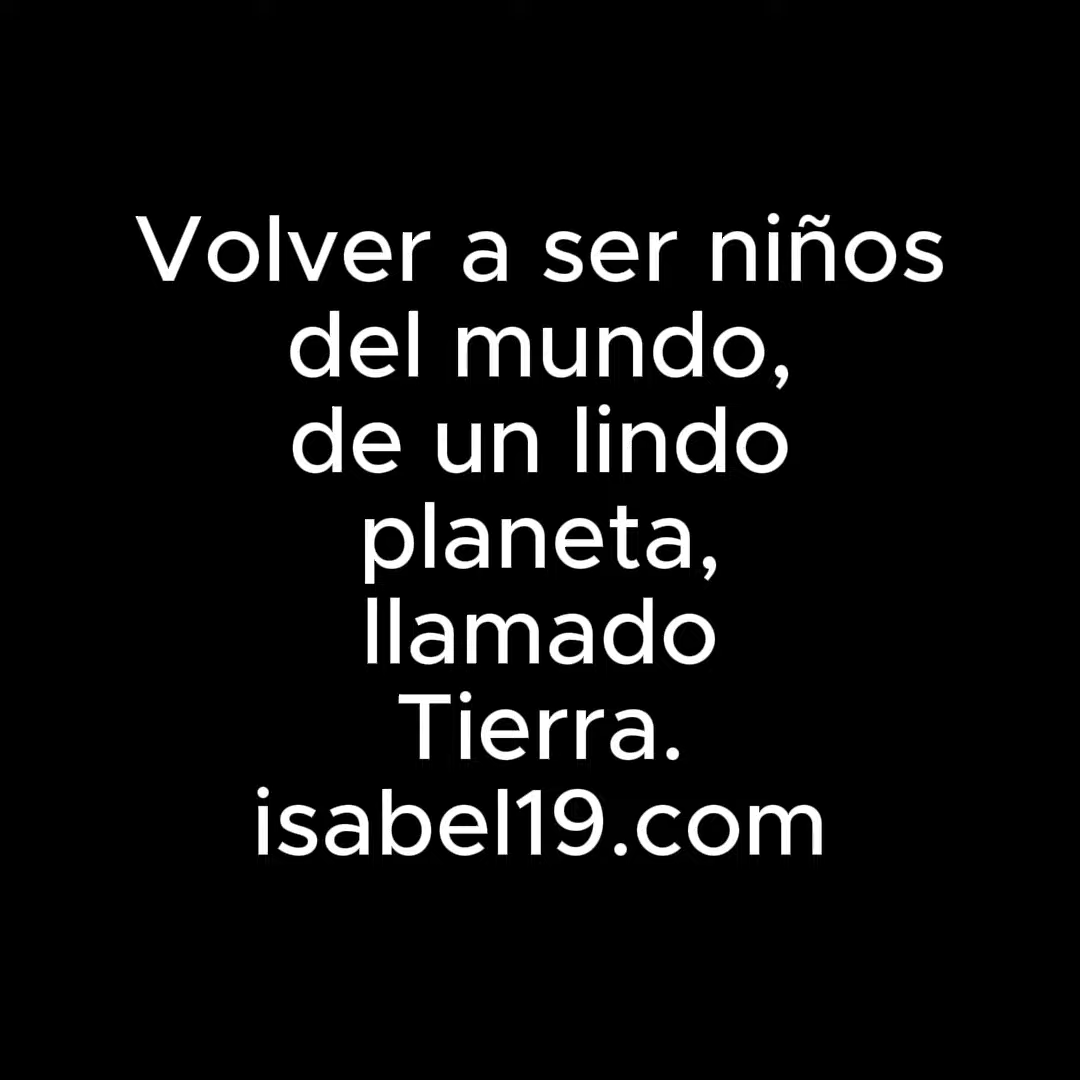 Volver a ser niños
del mundo,
de un lindo
planeta,
llamado
Tierra.
isabel19.com